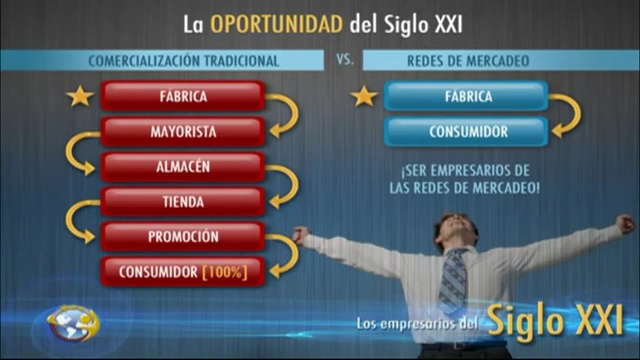 La OPORTUNIDAD del Siglo XXI
COMERCIALIZACIÓN TRADICIONAL
VS.
REDES DE MERCADEO
FÁBRICA
MAYORISTA
ALMACÉN
TIENDA
PROMOCIÓN
CONSUMIDOR [100%]
FÁBRICA
CONSUMIDOR
¡SER EMPRESARIOS DE
LAS REDES DE MERCADEO!
Los empresarios del Siglo XXI